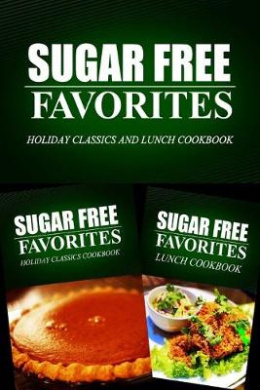 SUGAR FREE
FAVORITES
HOLIDAY CLASSICS AND LUNCH COOKBOOK
SUGAR FREE
FAVORITES
HOLIDAY CLASSICS COOKBOOK
SUGAR FREE
FAVORITES
LUNCH COOKBOOK